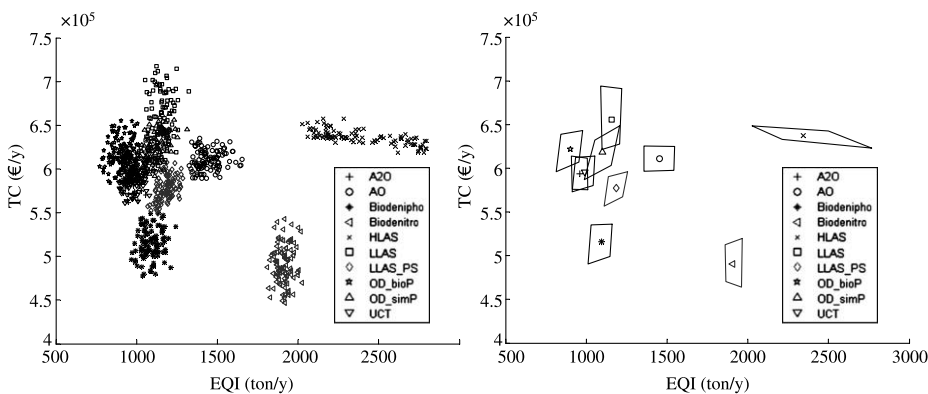 ×10⁵
7.5
7
6.5
6
5.5
5
4.5
4
TC (€/y)
500 1000 1500 2000 2500
EQI (ton/y)
A2O
AO
Biodenipho
Biodenitro
HLAS
LLAS
LLAS_PS
OD_bioP
OD_simP
UCT
×10⁵
7.5
7
6.5
6
5.5
5
4.5
4
TC (€/y)
500 1000 1500 2000 2500 3000
EQI (ton/y)
A2O
AO
Biodenipho
Biodenitro
HLAS
LLAS
LLAS_PS
OD_bioP
OD_simP
UCT